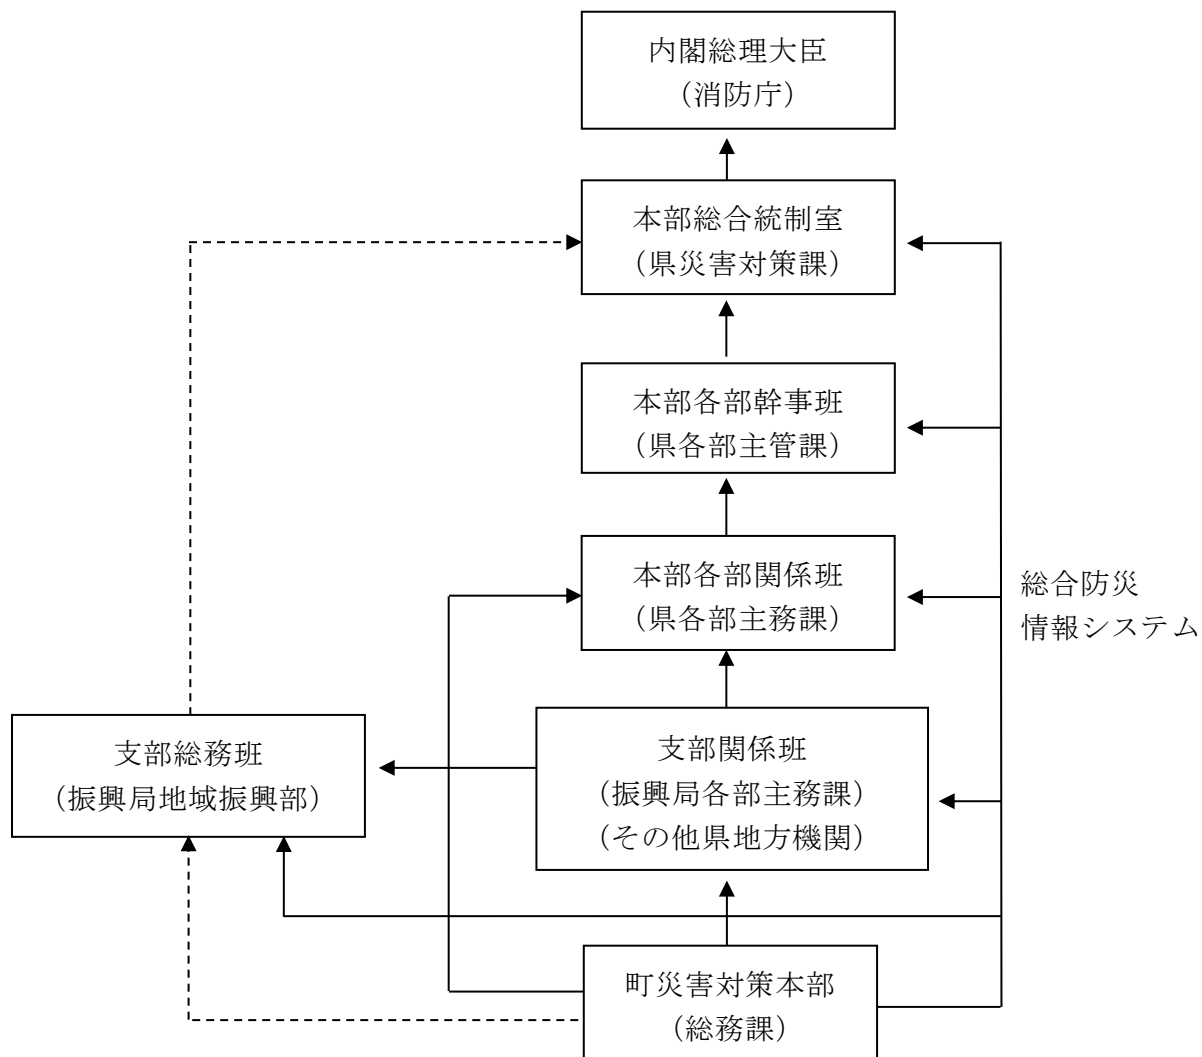 内閣総理大臣
（消防庁）
本部総合統制室
（県災害対策課）
本部各部幹事班
（県各部主管課）
本部各部関係班
（県各部主務課）
総合防災
情報システム
支部総務班
（振興局地域振興部）
支部関係班
（振興局各部主務課）
（その他県地方機関）
町災害対策本部
（総務課）